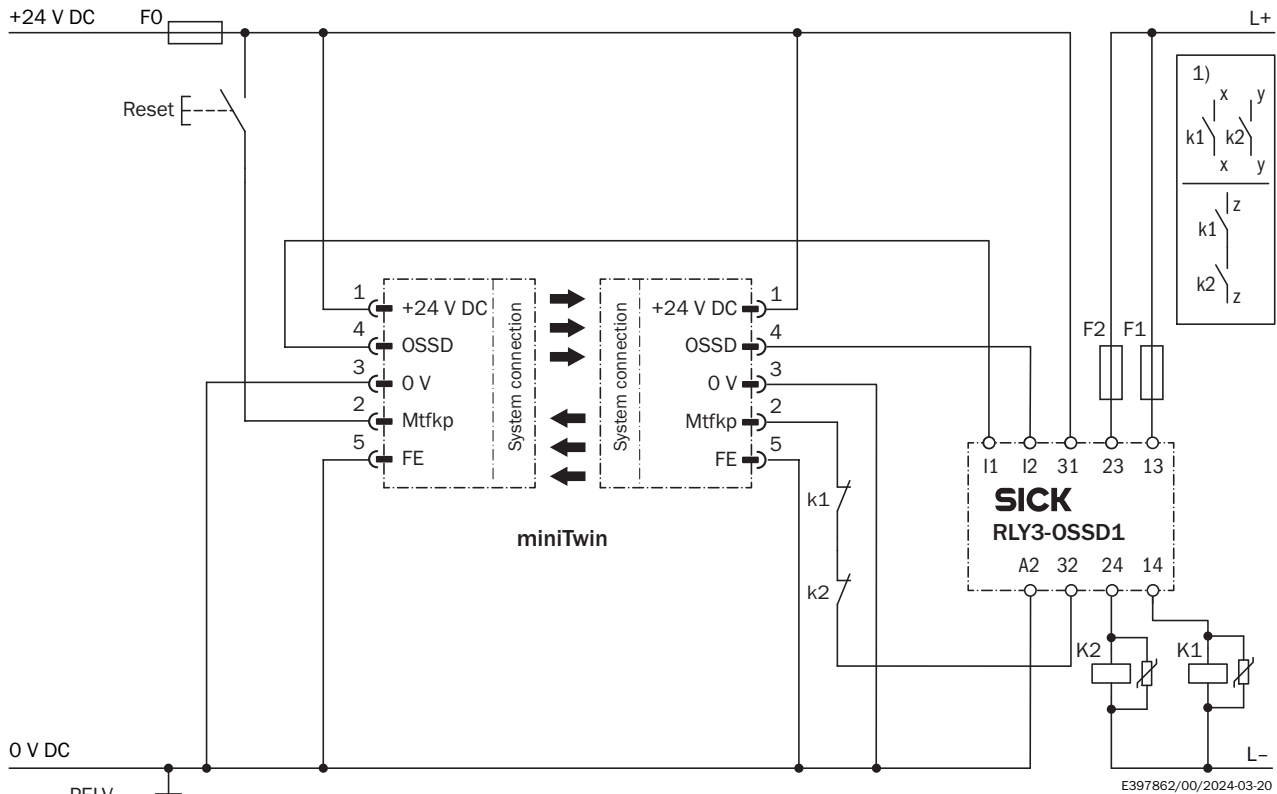 +24 V DC F0 L+
1)
x y
k1 k2
x y
z
k1
k2
z
Reset
1 +24 V DC
4 OSSD
3 0 V
2 Mtfkp
5 FE
System connection
System connection
+24 V DC 1
OSSD 4
0 V 3
Mtfkp 2
FE 5
miniTwin
k1
k2
F2 F1
I1 I2 31 23 13
SICK
RLY3-OSSD1
A2 32 24 14
K2 K1
0 V DC L–
PELV
E397862/00/2024-03-20